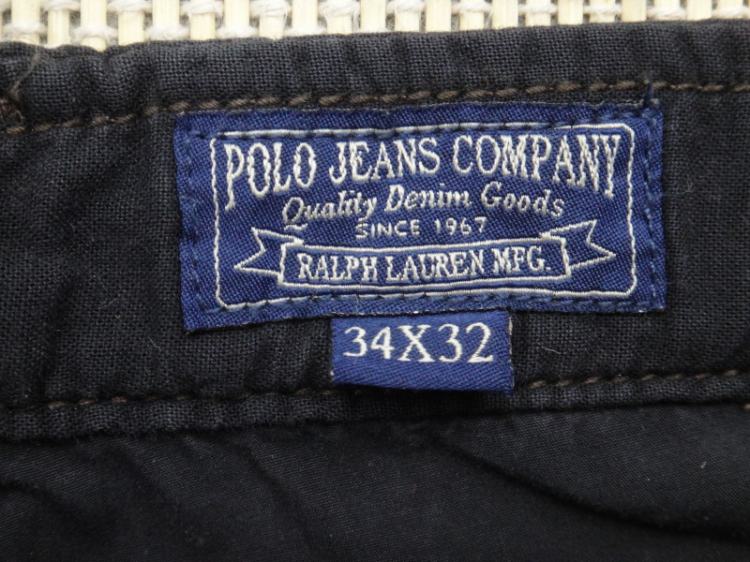 POLO JEANS COMPANY
Quality Denim Goods
SINCE 1967
RALPH LAUREN MFG.
34X32